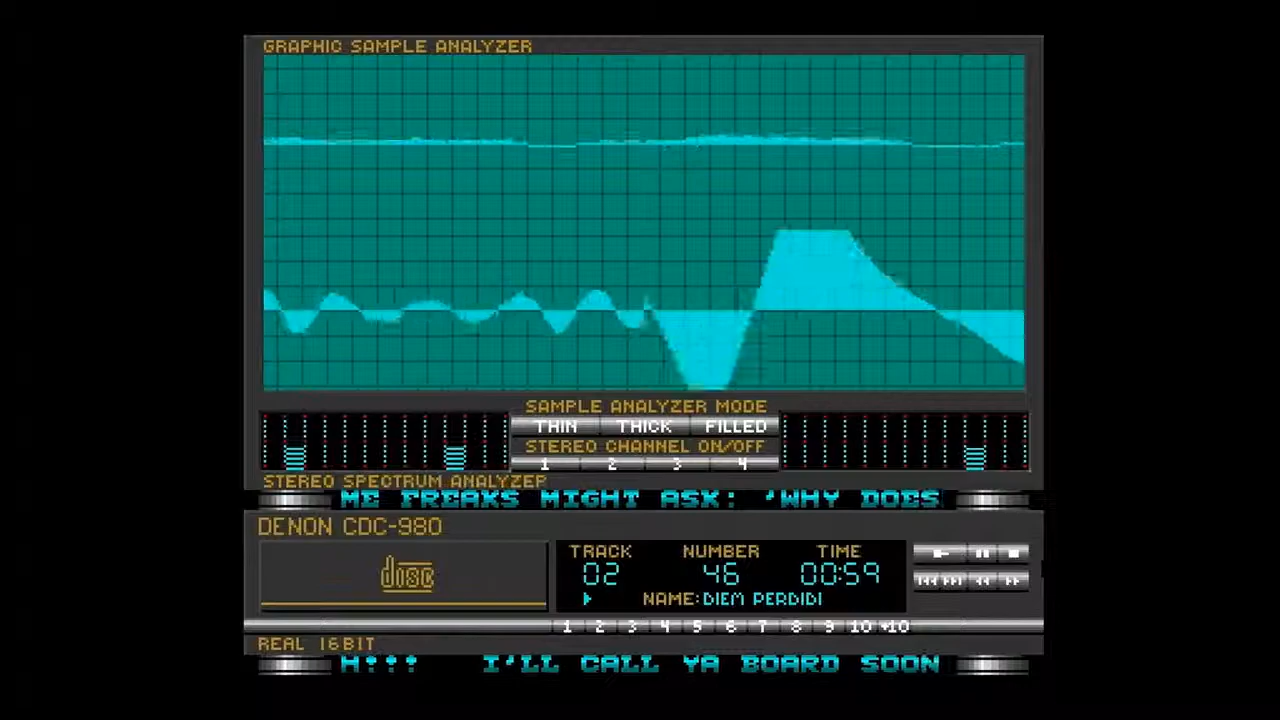 GRAPHIC SAMPLE ANALYZER
SAMPLE ANALYZER MODE
THIN THICK FILLED
STEREO CHANNEL ON/OFF
1 2 3 4
STEREO SPECTRUM ANALYZER
ME FREAKS MIGHT ASK: 'WHY DOES
DENON CDC-980
disc
TRACK NUMBER TIME
02 46 00:59
NAME:DIEM PERDIDI
1 2 3 4 5 6 7 8 9 10 +10
REAL 16BIT
H!!! I'LL CALL YA BOARD SOON